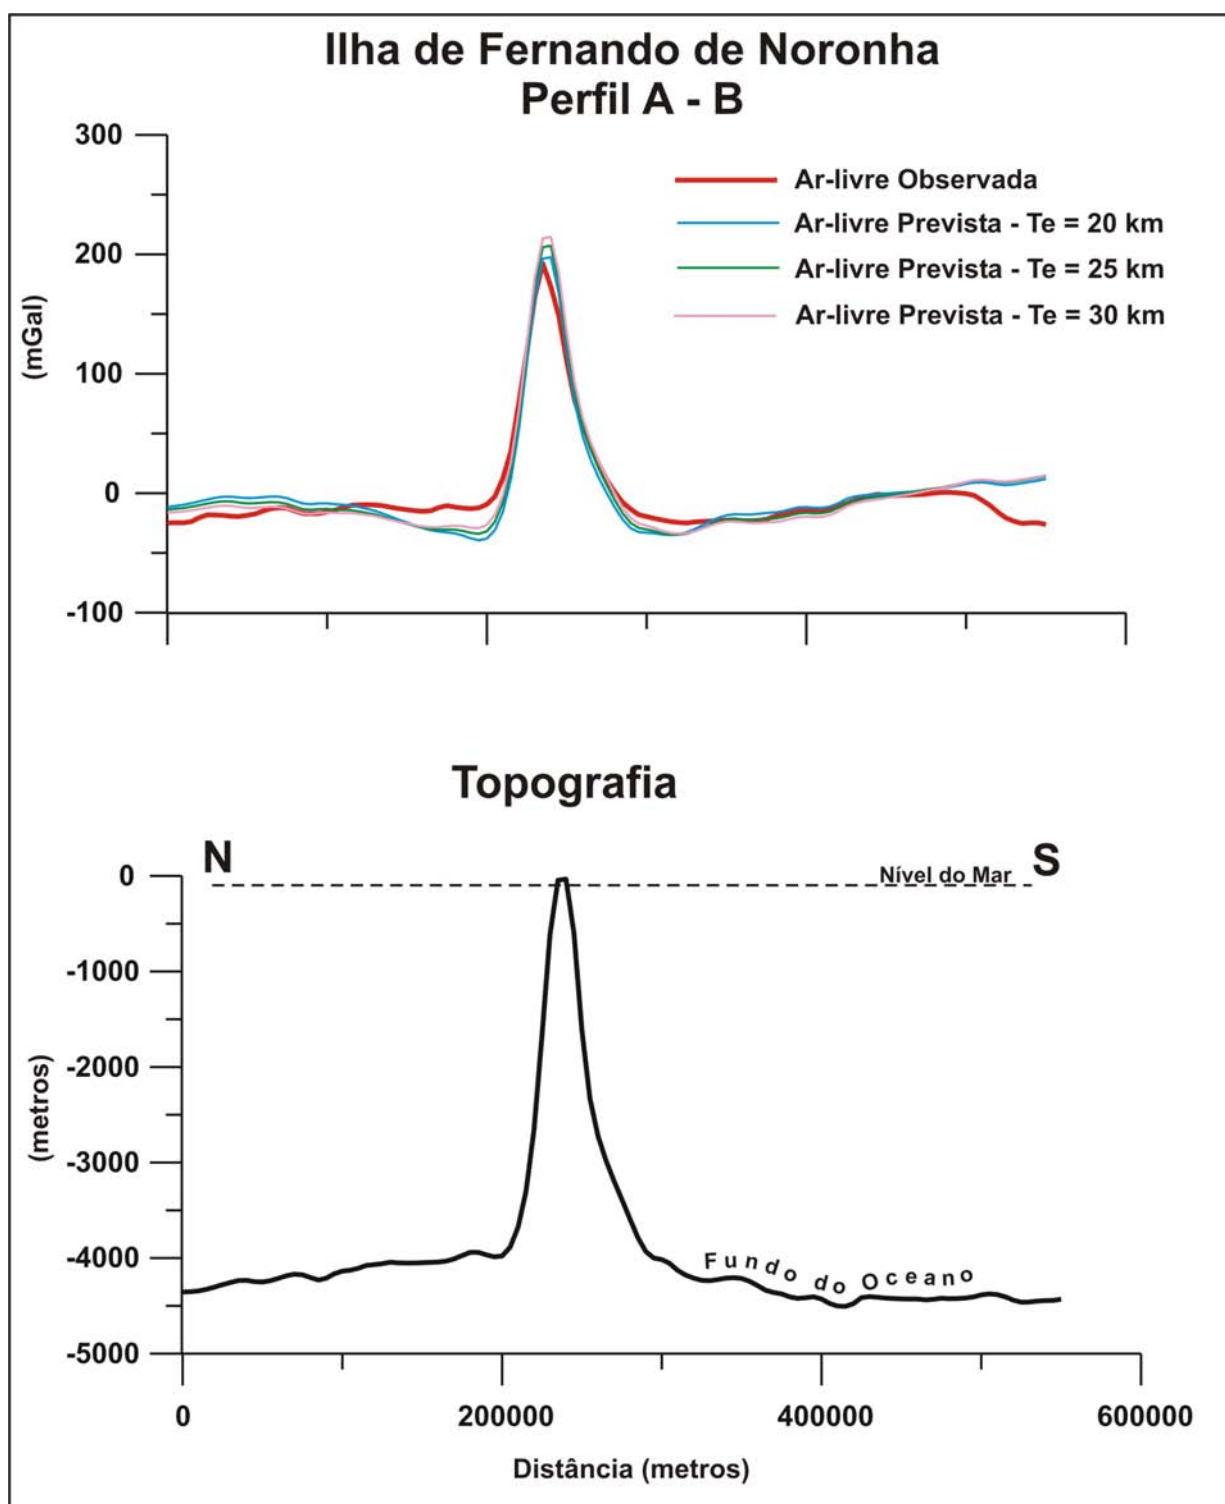 Ilha de Fernando de Noronha
Perfil A - B
300
200
100
0
-100
(mGal)
Ar-livre Observada
Ar-livre Prevista - Te = 20 km
Ar-livre Prevista - Te = 25 km
Ar-livre Prevista - Te = 30 km
Topografia
N
S
Nível do Mar
0
-1000
-2000
-3000
-4000
-5000
(metros)
Fundo do Oceano
0
200000
400000
600000
Distância (metros)